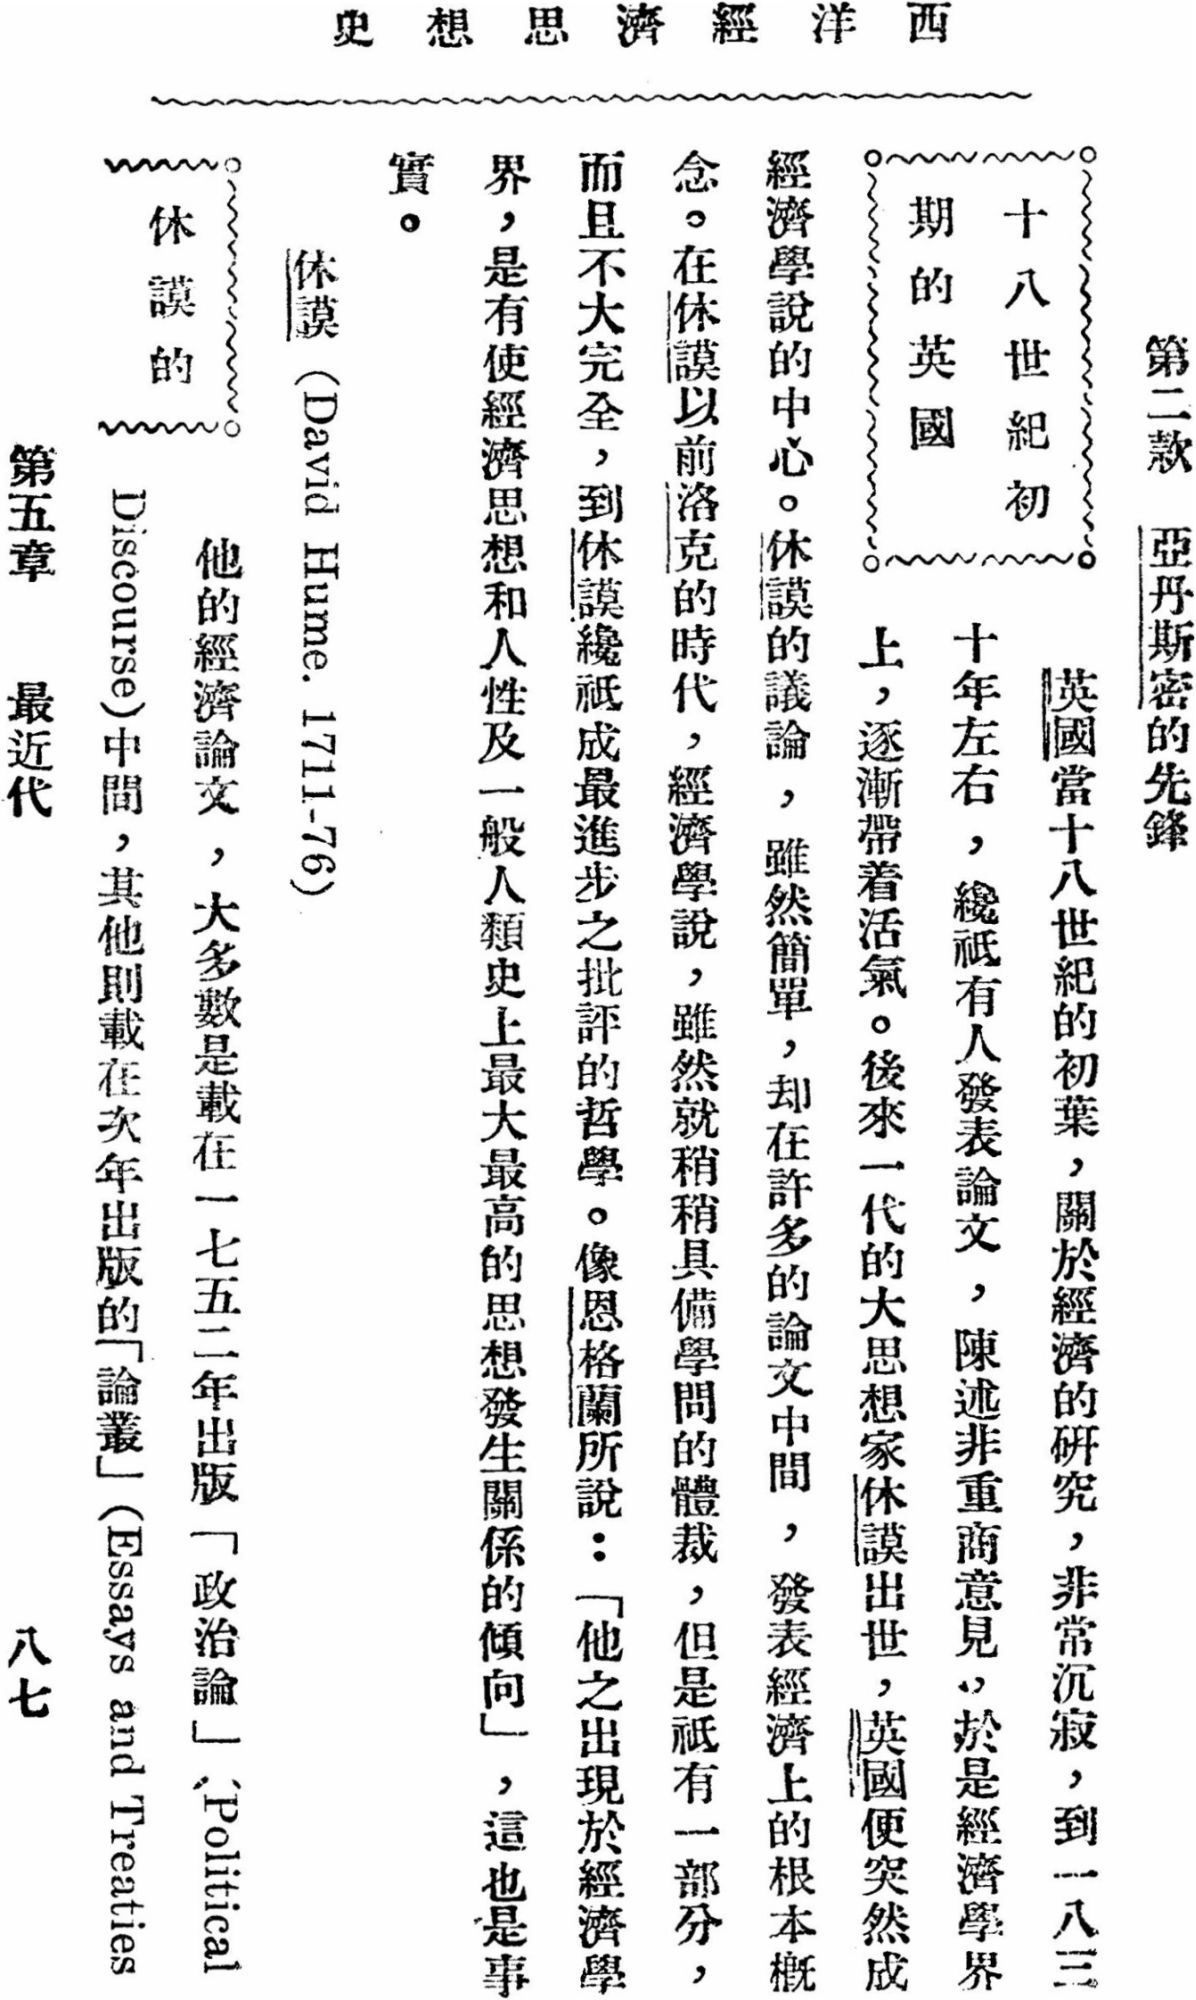 西洋經濟思想史
第二款 亞丹斯密的先鋒
十八世紀初
期的英國
英國當十八世紀的初葉，關於經濟的研究，非常沉寂，到一八三
十年左右，纔祇有人發表論文，陳述非重商意見，於是經濟學界
上，逐漸帶着活氣。後來一代的大思想家休謨出世，英國便突然成
經濟學說的中心。休謨的議論，雖然簡單，却在許多的論文中間，發表經濟上的根本概
念。在休謨以前洛克的時代，經濟學說，雖然就稍稍具備學問的體裁，但是祇有一部分，
而且不大完全，到休謨纔祇成最進步之批評的哲學。像恩格蘭所說：「他之出現於經濟學
界，是有使經濟思想和人性及一般人類史上最大最高的思想發生關係的傾向」，這也是事
實。
休謨（David Hume. 1711-76）
休謨的
他的經濟論文，大多數是載在一七五二年出版「政治論」（Political
Discourse)中間，其他則載在次年出版的「論叢」（Essays and Treaties
第五章 最近代 八七